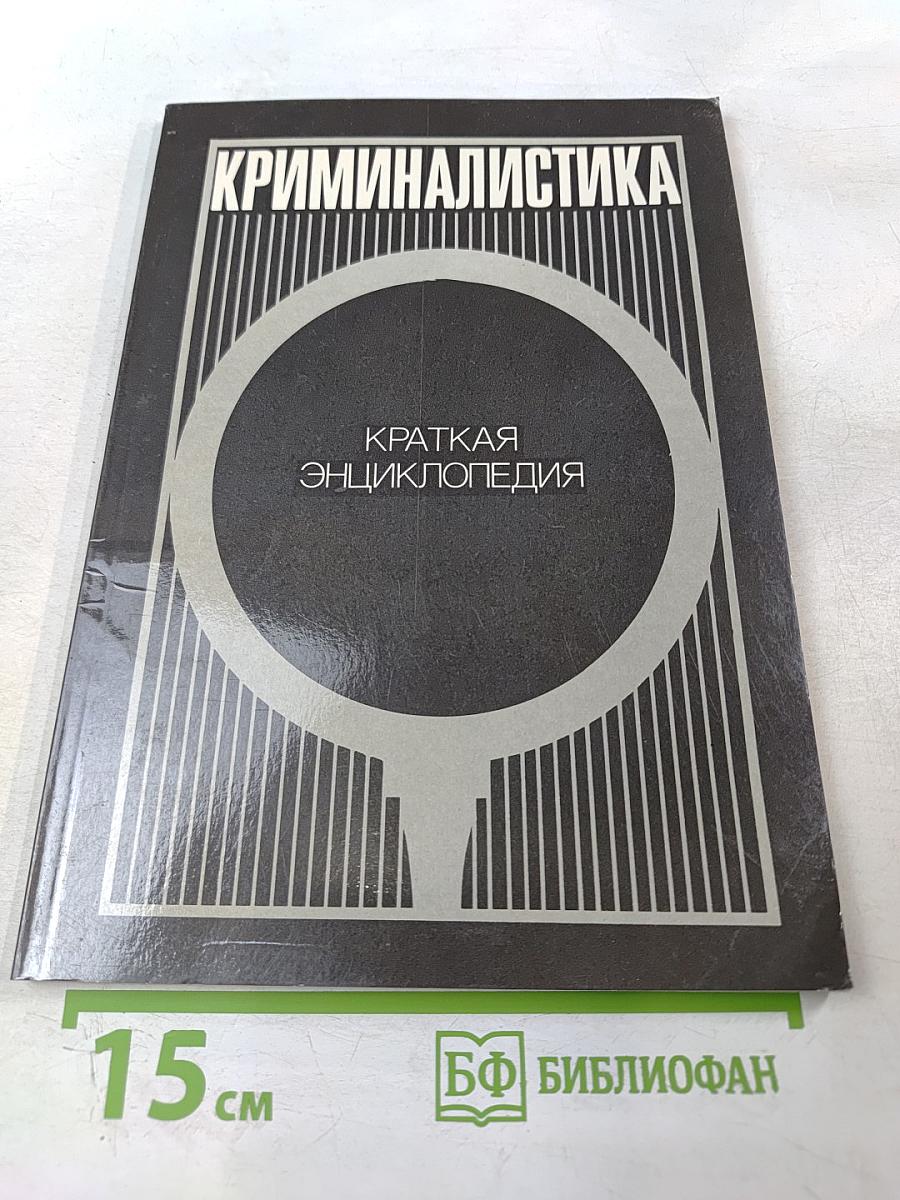 КРИМИНАЛИСТИКА
КРАТКАЯ
ЭНЦИКЛОПЕДИЯ
15 см
БФ БИБЛИОФАН